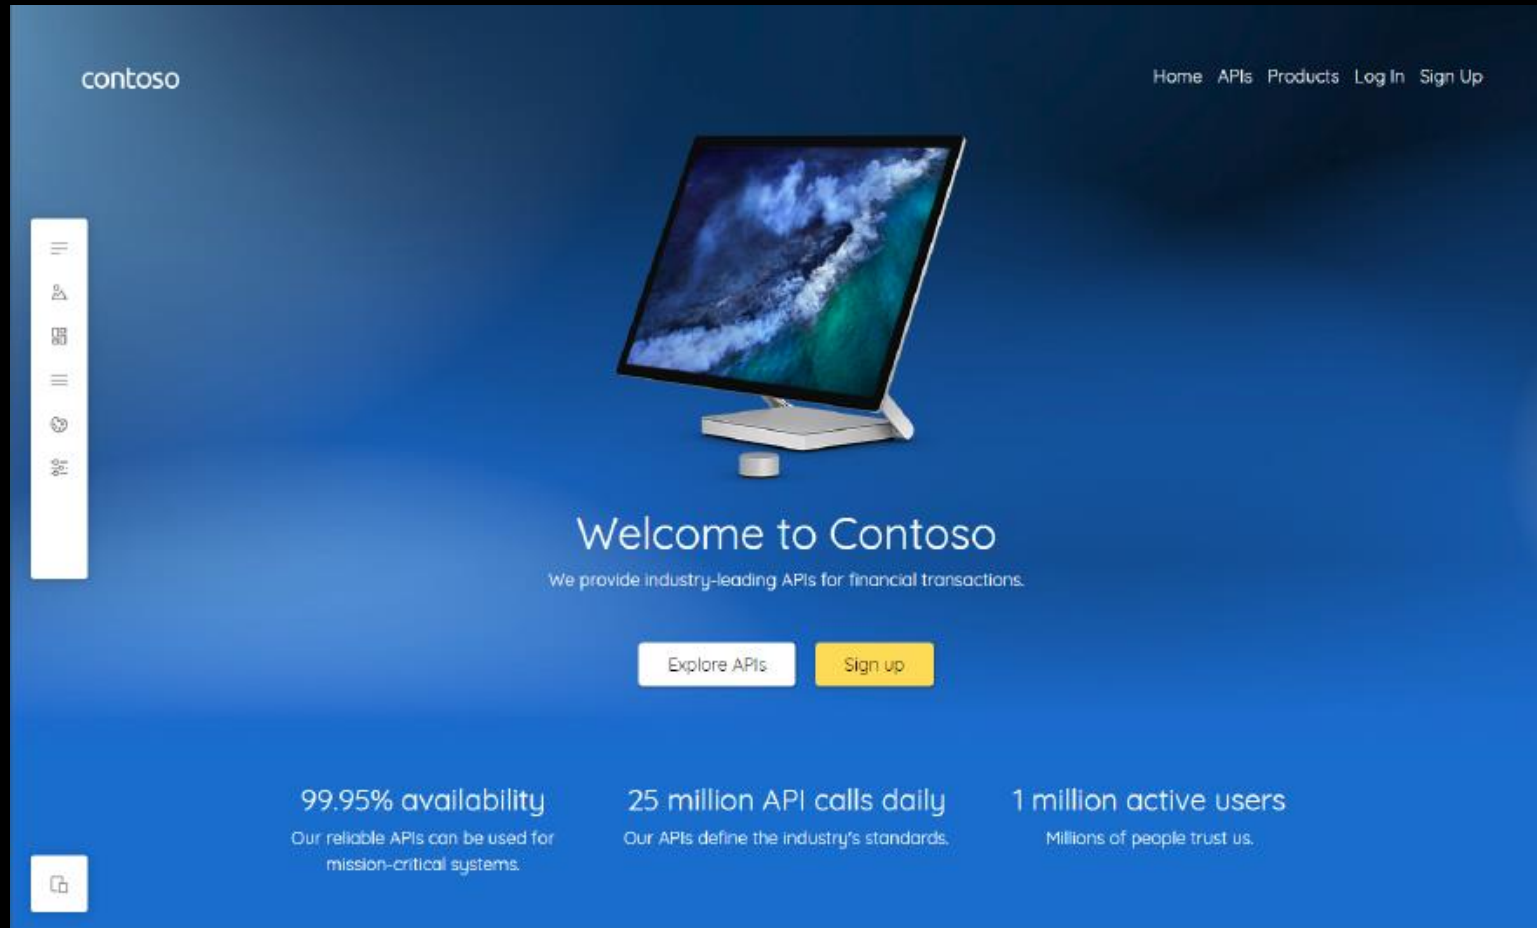 contoso
Home APIs Products Log In Sign Up
Welcome to Contoso
We provide industry-leading APIs for financial transactions.
Explore APIs Sign up
99.95% availability 25 million API calls daily 1 million active users
Our reliable APIs can be used for Our APIs define the industry's standards. Millions of people trust us.
mission-critical systems.